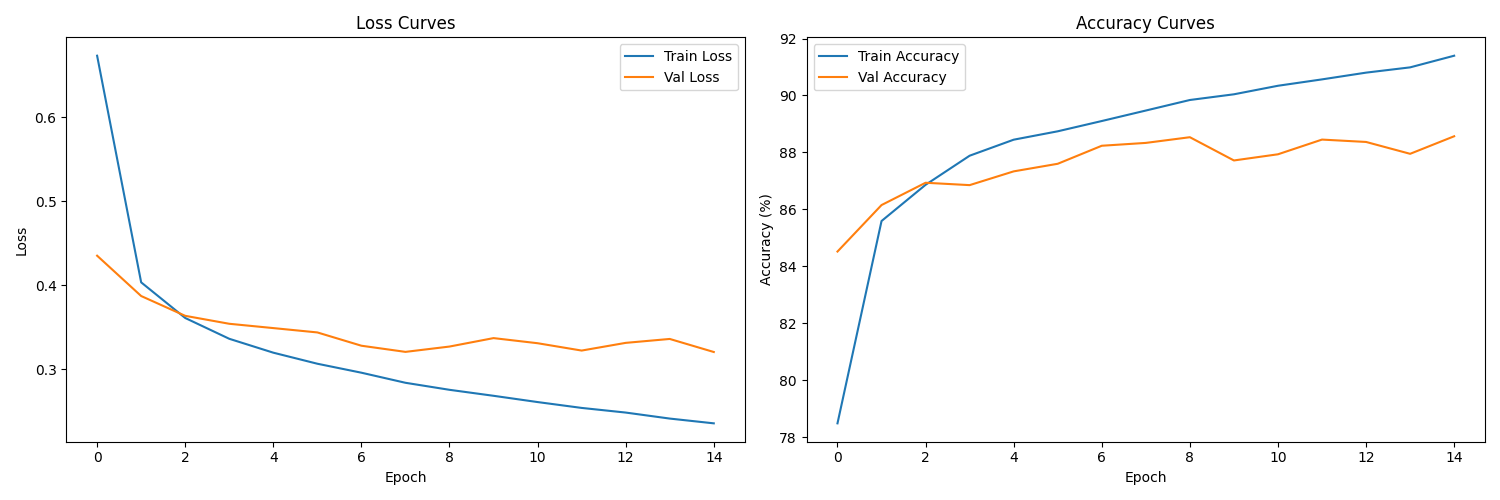 Loss Curves
Train Loss
Val Loss
0.6
0.5
0.4
0.3
Loss
0 2 4 6 8 10 12 14
Epoch
Accuracy Curves
Train Accuracy
Val Accuracy
92
90
88
86
84
82
80
78
Accuracy (%)
0 2 4 6 8 10 12 14
Epoch